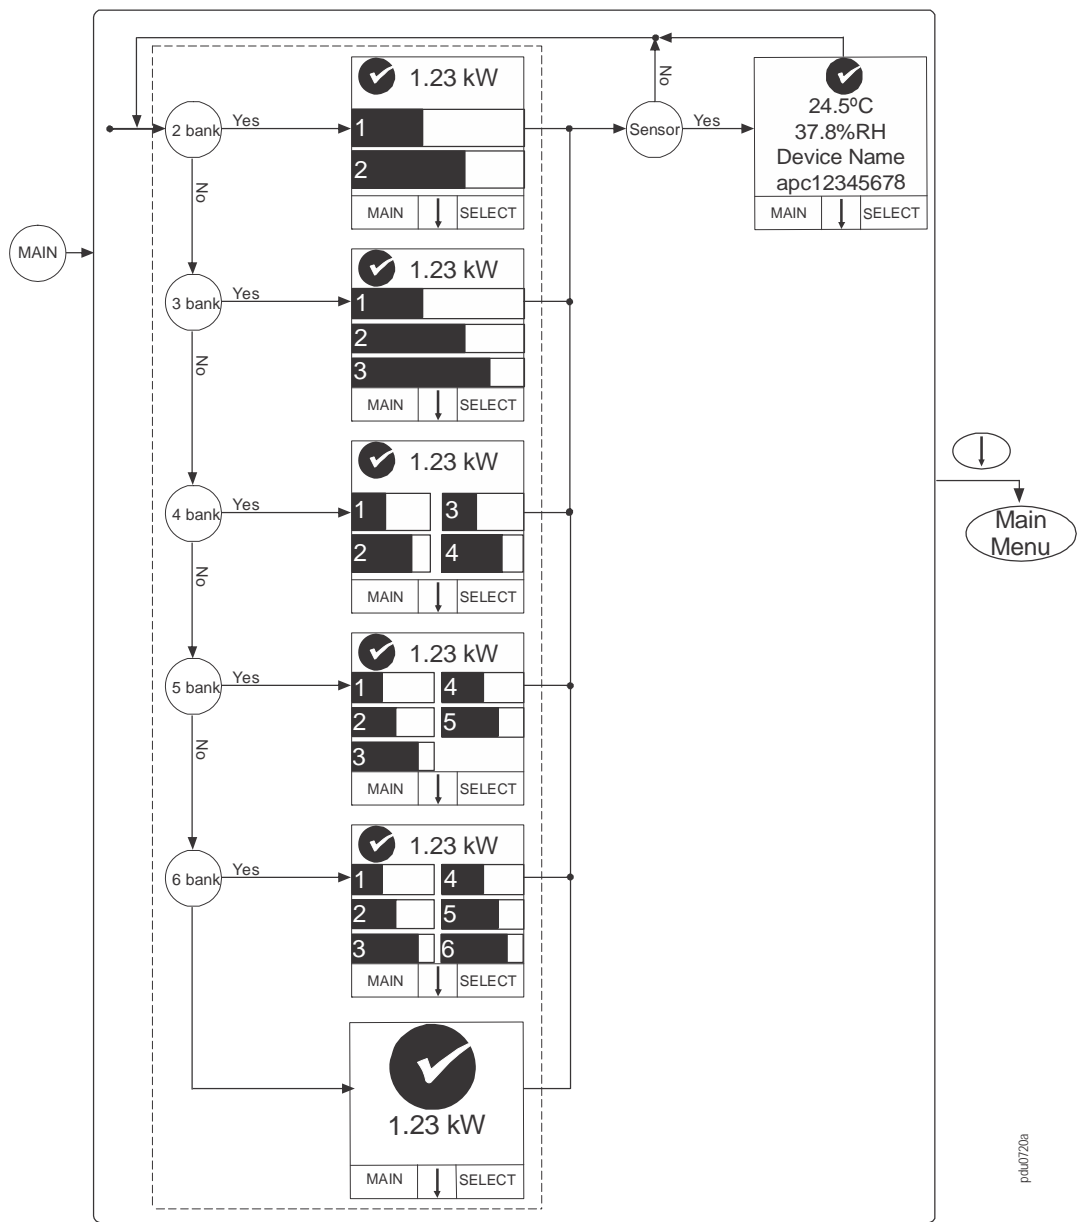 MAIN
2 bank
Yes
No
1.23 kW
1
2
MAIN
SELECT
Sensor
No
Yes
24.5ºC
37.8%RH
Device Name
apc12345678
MAIN
SELECT
3 bank
Yes
No
1.23 kW
1
2
3
MAIN
SELECT
4 bank
Yes
No
1.23 kW
1
3
2
4
MAIN
SELECT
Main
Menu
5 bank
Yes
No
1.23 kW
1
4
2
5
3
MAIN
SELECT
6 bank
Yes
1.23 kW
1
4
2
5
3
6
MAIN
SELECT
1.23 kW
MAIN
SELECT
pdu0720a